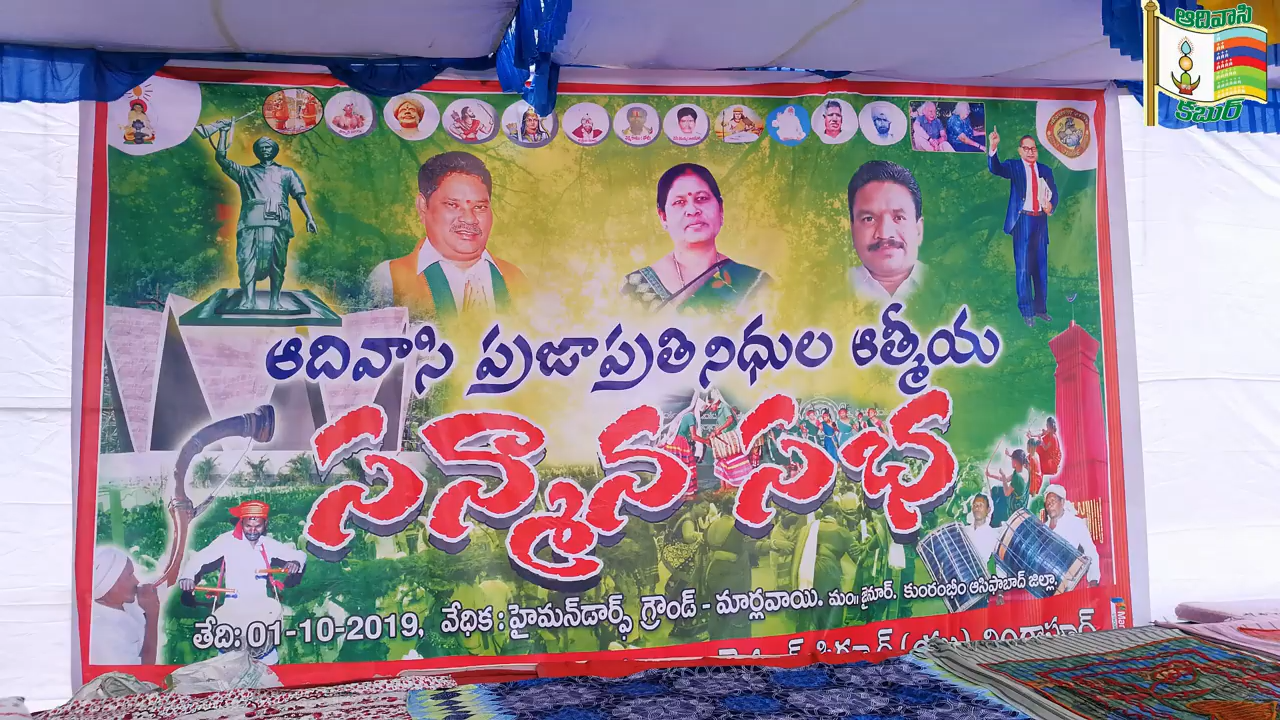 ఆదివాసి
కబుర్
ఆదివాసి ప్రజాప్రతినిధుల ఆత్మీయ
సన్మాన సభ
తేది: 01-10-2019, వేధిక : హైమన్‌డార్ఫ్ గ్రౌండ్ - మార్లవాయి. మం॥ జైనూర్. కుంరంభీం ఆసిఫాబాద్ జిల్లా.